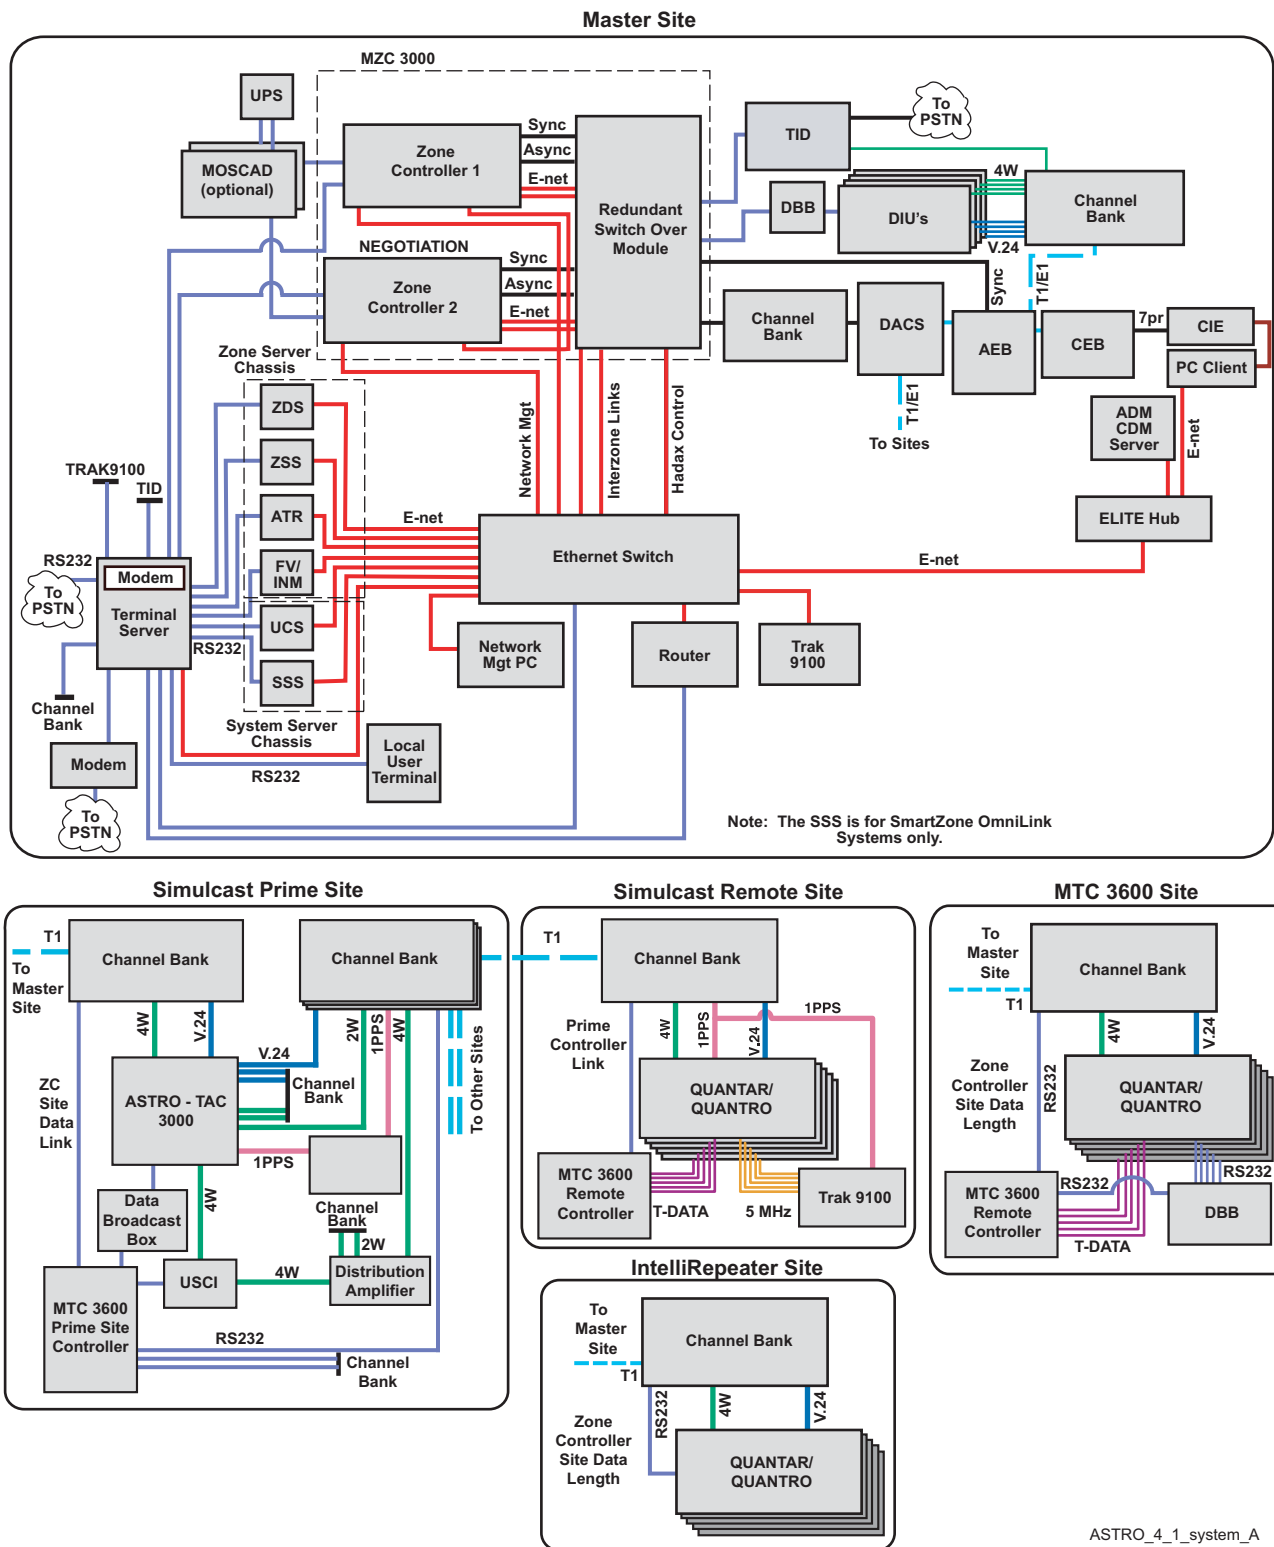 Master Site
MZC 3000
UPS
MOSCAD
(optional)
Zone
Controller 1
Sync
Async
E-net
NEGOTIATION
Zone
Controller 2
Sync
Async
E-net
Redundant
Switch Over
Module
TID
To
PSTN
DBB
DIU's
4W
V.24
Channel
Bank
Sync
T1/E1
Channel
Bank
DACS
AEB
CEB
7pr
CIE
PC Client
T1/E1
To Sites
ADM
CDM
Server
E-net
ELITE Hub
Zone Server
Chassis
ZDS
ZSS
ATR
FV/
INM
UCS
SSS
System Server
Chassis
Network Mgt
Interzone Links
Hadax Control
E-net
Ethernet Switch
E-net
TRAK9100
TID
RS232
To
PSTN
Modem
Terminal
Server
RS232
Channel
Bank
Modem
To
PSTN
RS232
Local
User
Terminal
Network
Mgt PC
Router
Trak
9100
Note: The SSS is for SmartZone OmniLink
Systems only.
Simulcast Prime Site
T1
To
Master
Site
Channel Bank
Channel Bank
4W
V.24
V.24
2W
1PPS
4W
To Other Sites
ZC
Site
Data
Link
ASTRO - TAC
3000
Channel
Bank
1PPS
4W
Data
Broadcast
Box
Channel
Bank
2W
USCI
4W
Distribution
Amplifier
MTC 3600
Prime Site
Controller
RS232
Channel
Bank
Simulcast Remote Site
T1
Channel Bank
Prime
Controller
Link
4W
1PPS
V.24
1PPS
QUANTAR/
QUANTRO
MTC 3600
Remote
Controller
T-DATA
5 MHz
Trak 9100
MTC 3600 Site
To
Master
Site
T1
Channel Bank
RS232
4W
V.24
Zone
Controller
Site Data
Length
QUANTAR/
QUANTRO
MTC 3600
Remote
Controller
RS232
RS232
T-DATA
DBB
IntelliRepeater Site
To
Master
Site
T1
Channel Bank
RS232
4W
V.24
Zone
Controller
Site Data
Length
QUANTAR/
QUANTRO
ASTRO_4_1_system_A